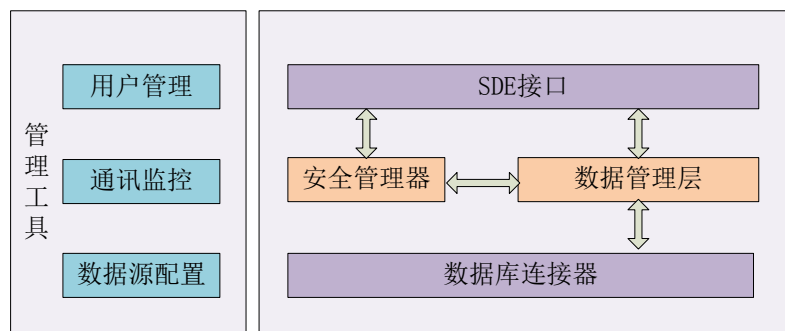 管理工具
用户管理
通讯监控
数据源配置
SDE接口
安全管理器
数据管理层
数据库连接器